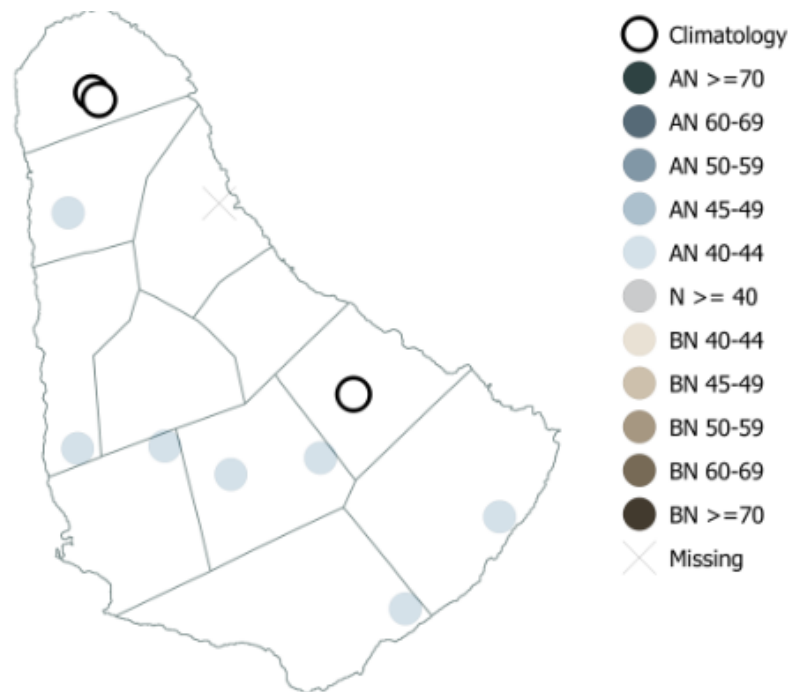 Climatology
AN >=70
AN 60-69
AN 50-59
AN 45-49
AN 40-44
N >= 40
BN 40-44
BN 45-49
BN 50-59
BN 60-69
BN >=70
Missing